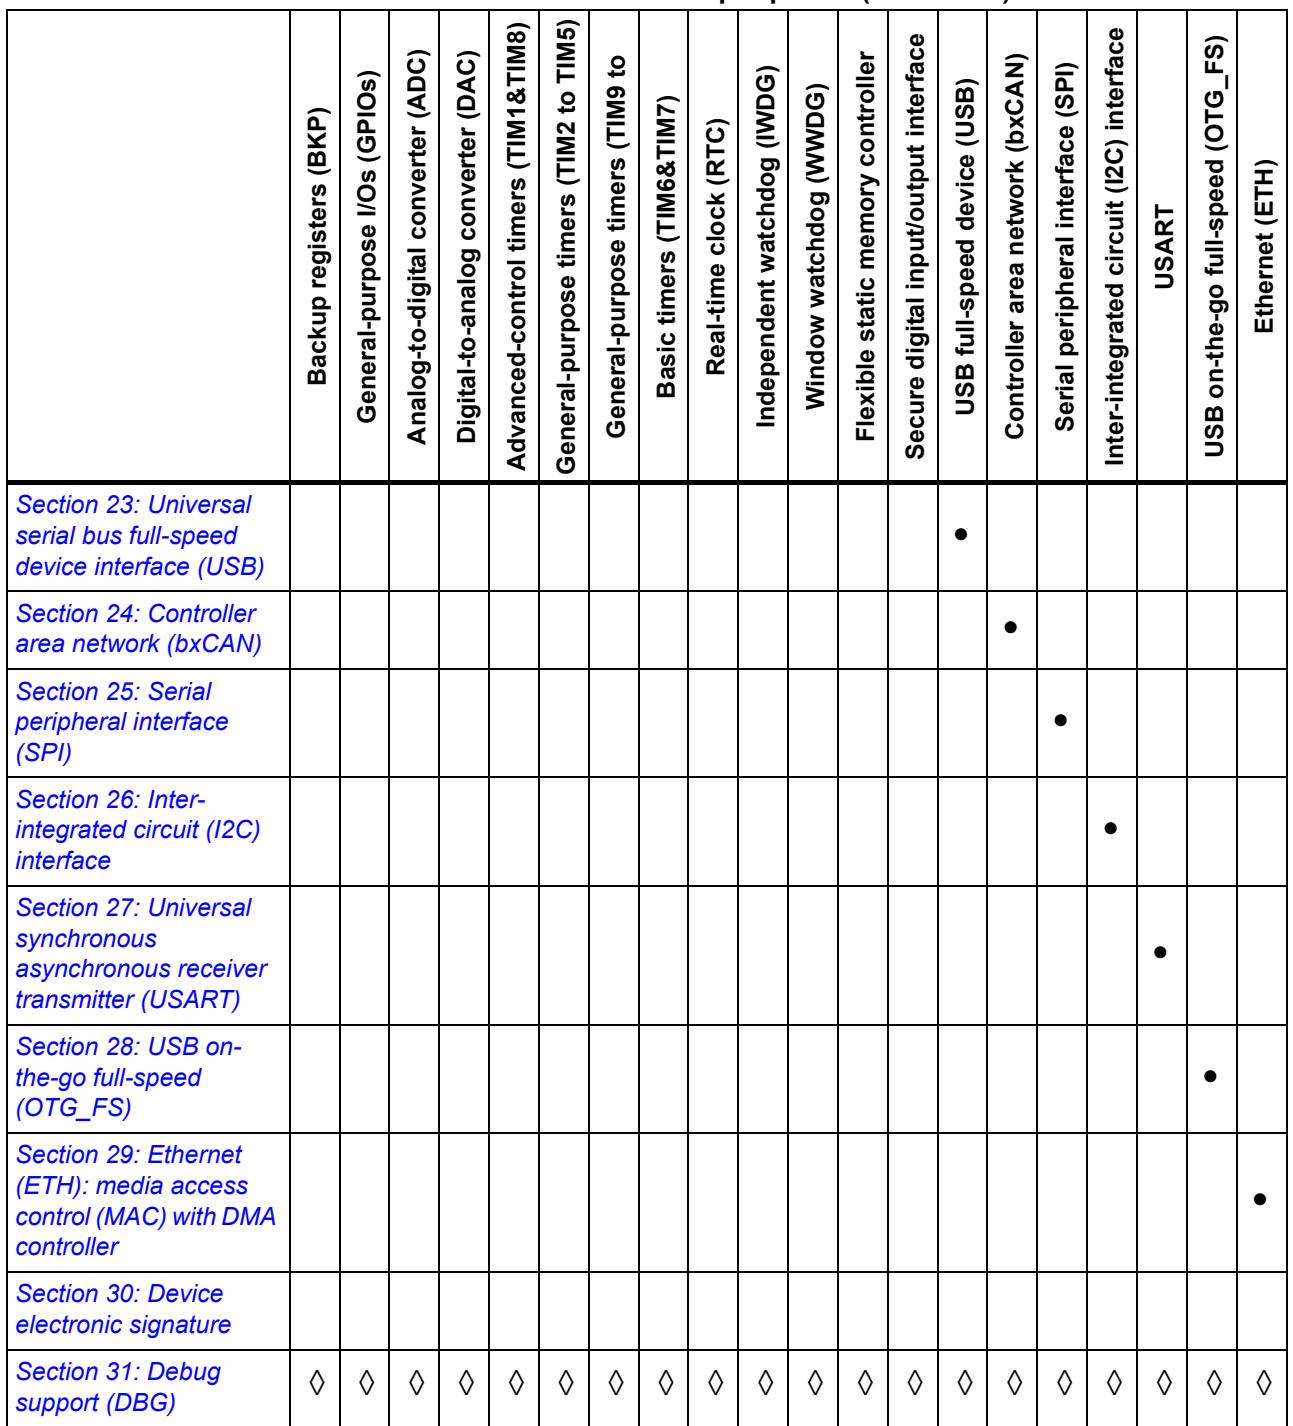 Backup registers (BKP)
General-purpose I/Os (GPIOs)
Analog-to-digital converter (ADC)
Digital-to-analog converter (DAC)
Advanced-control timers (TIM1&TIM8)
General-purpose timers (TIM2 to TIM5)
General-purpose timers (TIM9 to
Basic timers (TIM6&TIM7)
Real-time clock (RTC)
Independent watchdog (IWDG)
Window watchdog (WWDG)
Flexible static memory controller
Secure digital input/output interface
USB full-speed device (USB)
Controller area network (bxCAN)
Serial peripheral interface (SPI)
Inter-integrated circuit (I2C) interface
USART
USB on-the-go full-speed (OTG_FS)
Ethernet (ETH)
Section 23: Universal
serial bus full-speed
device interface (USB)
●
Section 24: Controller
area network (bxCAN)
●
Section 25: Serial
peripheral interface
(SPI)
●
Section 26: Inter-
integrated circuit (I2C)
interface
●
Section 27: Universal
synchronous
asynchronous receiver
transmitter (USART)
●
Section 28: USB on-
the-go full-speed
(OTG_FS)
●
Section 29: Ethernet
(ETH): media access
control (MAC) with DMA
controller
●
Section 30: Device
electronic signature
Section 31: Debug
support (DBG)
◊ ◊ ◊ ◊ ◊ ◊ ◊ ◊ ◊ ◊ ◊ ◊ ◊ ◊ ◊ ◊ ◊ ◊ ◊ ◊